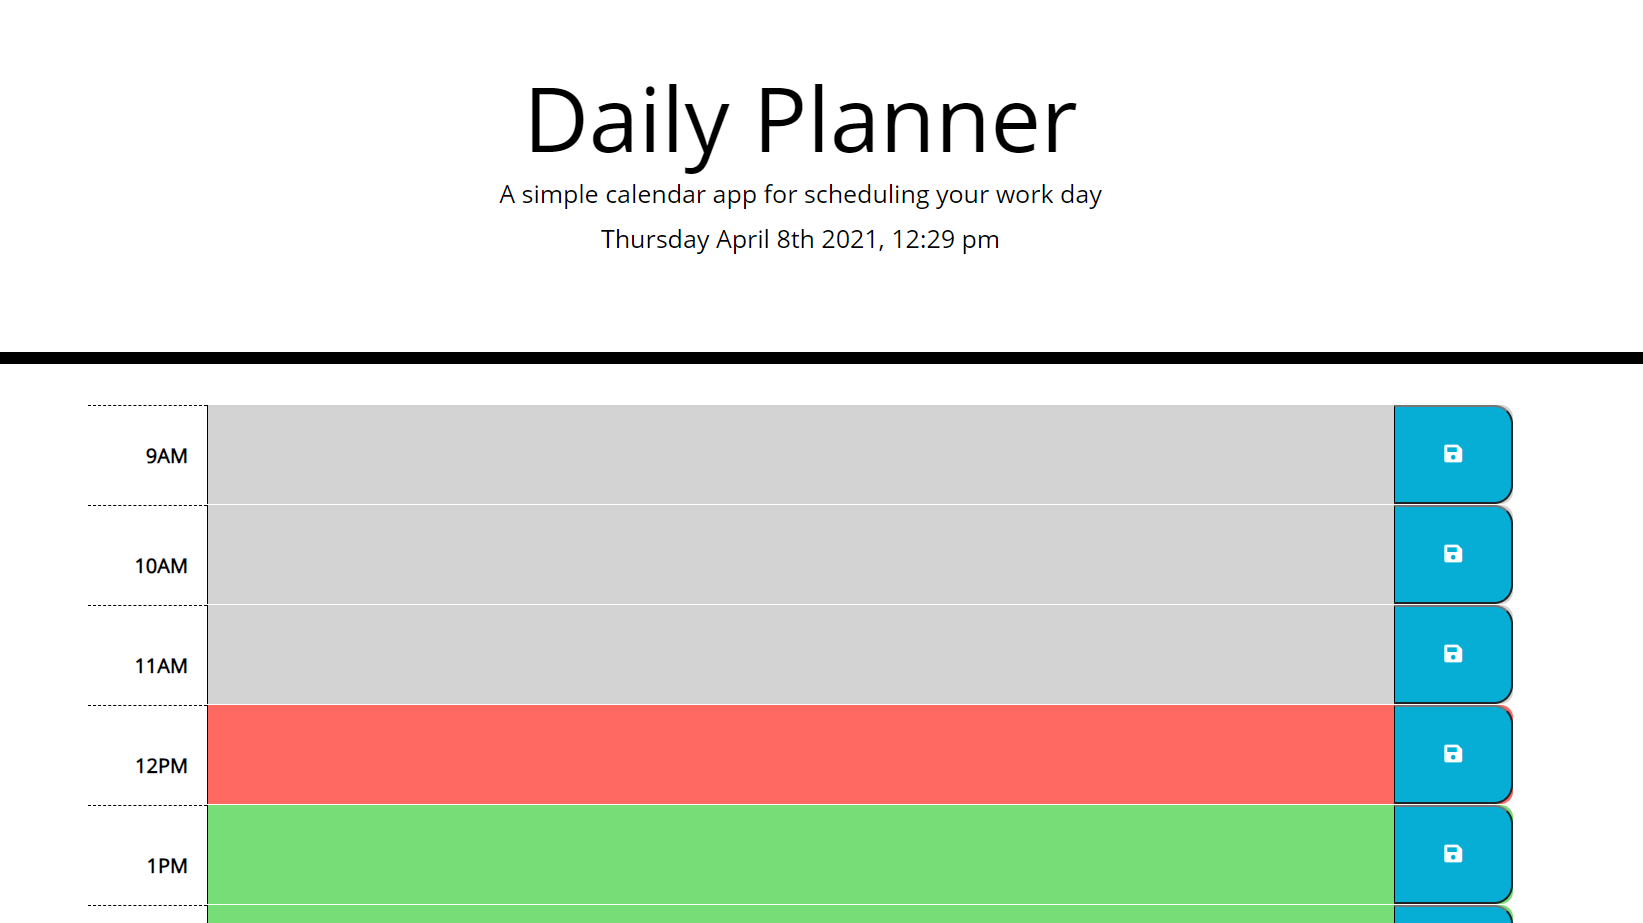 Daily Planner
A simple calendar app for scheduling your work day
Thursday April 8th 2021, 12:29 pm
9AM
10AM
11AM
12PM
1PM